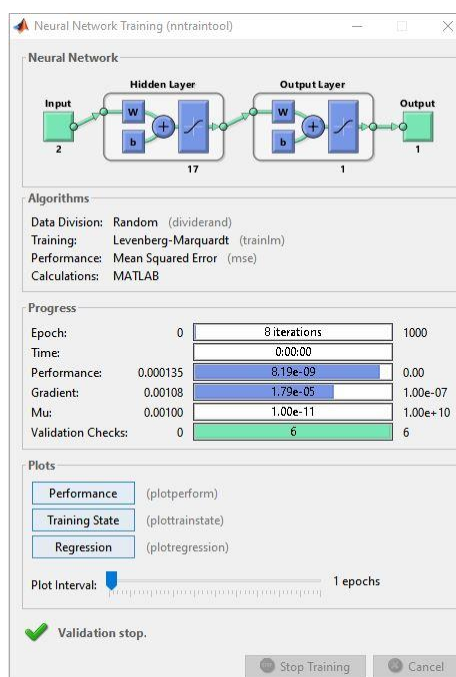 Neural Network Training (nntraintool)
Neural Network
Hidden Layer Output Layer
Input Output
W W
b b
2 17 1 1
Algorithms
Data Division: Random (dividerand)
Training: Levenberg-Marquardt (trainlm)
Performance: Mean Squared Error (mse)
Calculations: MATLAB
Progress
Epoch: 0 8 iterations 1000
Time: 0:00:00
Performance: 0.000135 8.19e-09 0.00
Gradient: 0.00108 1.79e-05 1.00e-07
Mu: 0.00100 1.00e-11 1.00e+10
Validation Checks: 0 6 6
Plots
Performance (plotperform)
Training State (plottrainstate)
Regression (plotregression)
Plot Interval: 1 epochs
Validation stop.
Stop Training Cancel